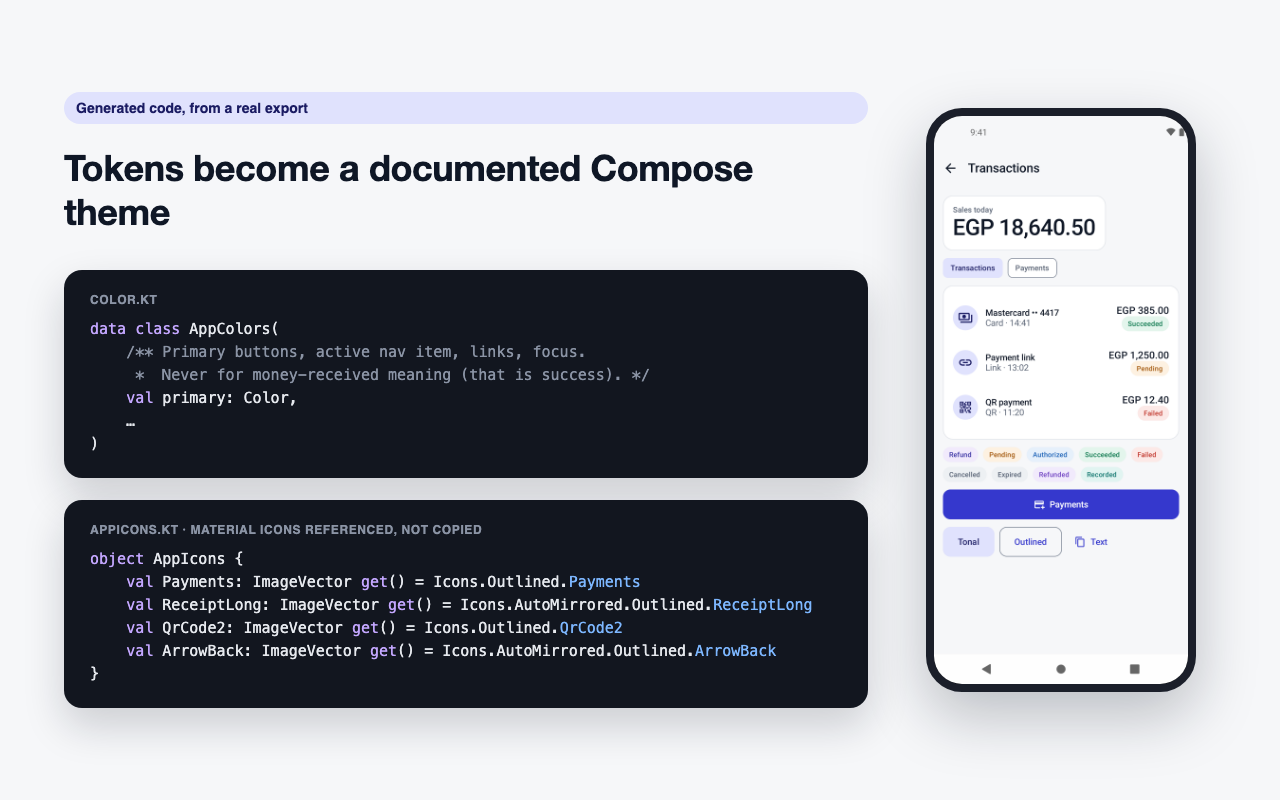 Generated code, from a real export
Tokens become a documented Compose
theme
COLOR.KT
data class AppColors(
/** Primary buttons, active nav item, links, focus.
* Never for money-received meaning (that is success). */
val primary: Color,
…
)
APPICONS.KT · MATERIAL ICONS REFERENCED, NOT COPIED
object AppIcons {
val Payments: ImageVector get() = Icons.Outlined.Payments
val ReceiptLong: ImageVector get() = Icons.AutoMirrored.Outlined.ReceiptLong
val QrCode2: ImageVector get() = Icons.Outlined.QrCode2
val ArrowBack: ImageVector get() = Icons.AutoMirrored.Outlined.ArrowBack
}
9:41
Transactions
Sales today
EGP 18,640.50
Transactions Payments
Mastercard •• 4417 EGP 385.00
Card · 14:41 Succeeded
Payment link EGP 1,250.00
Link · 13:02 Pending
QR payment EGP 12.40
QR · 11:20 Failed
Refund Pending Authorized Succeeded Failed
Cancelled Expired Refunded Recorded
Payments
Tonal Outlined Text